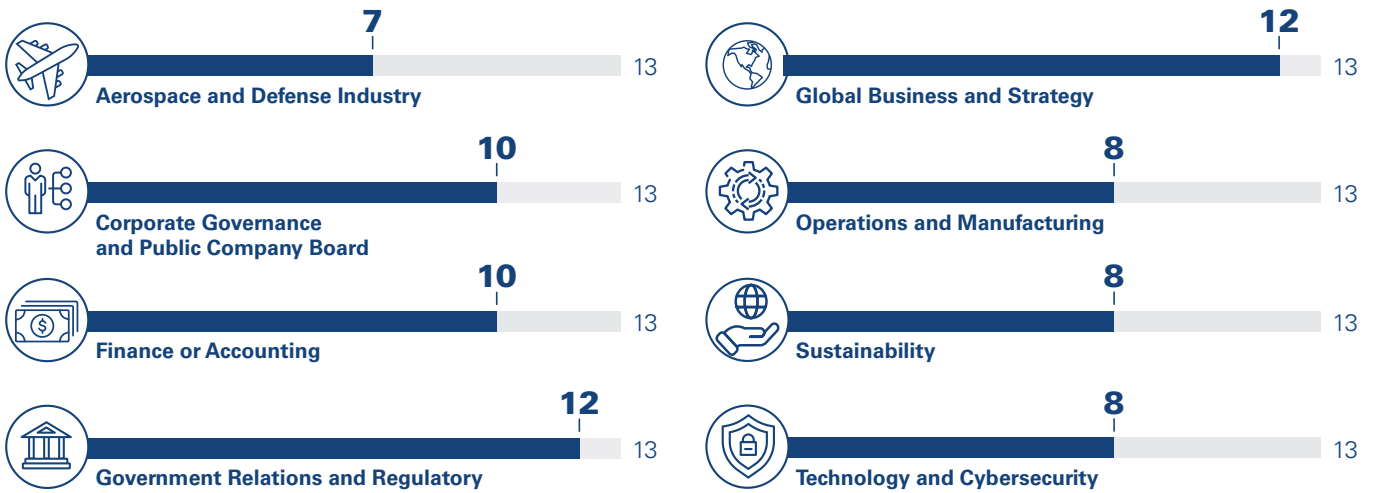 7
13
Aerospace and Defense Industry
10
13
Corporate Governance
and Public Company Board
10
13
$
Finance or Accounting
12
13
Government Relations and Regulatory
12
13
Global Business and Strategy
8
13
Operations and Manufacturing
8
13
Sustainability
8
13
Technology and Cybersecurity